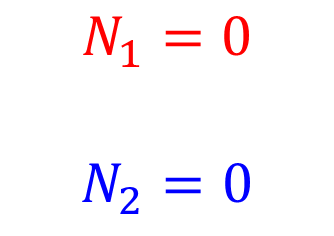 N₁ = 0
N₂ = 0